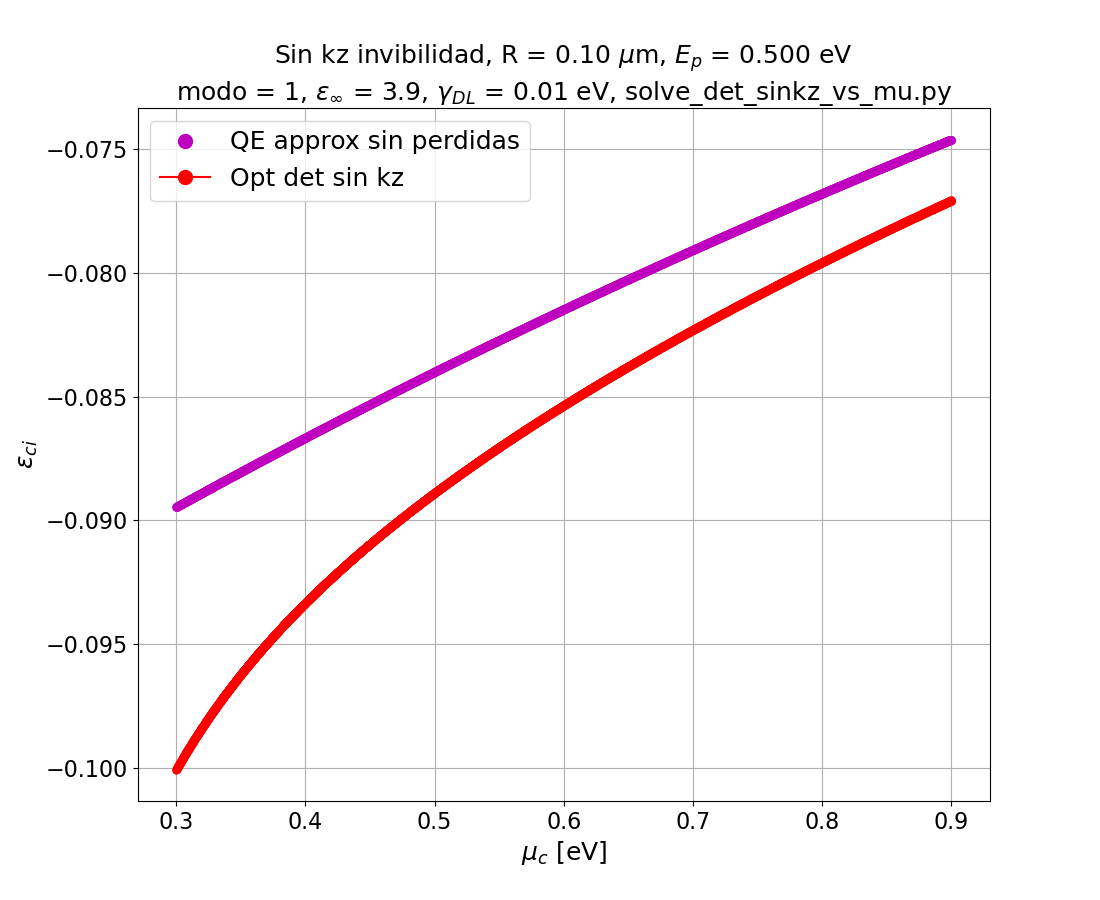 Sin kz invibilidad, R = 0.10 μm, E_p = 0.500 eV
modo = 1, ε_∞ = 3.9, γ_DL = 0.01 eV, solve_det_sinkz_vs_mu.py
QE approx sin perdidas
Opt det sin kz
−0.075
−0.080
−0.085
−0.090
−0.095
−0.100
ε_ci
0.3 0.4 0.5 0.6 0.7 0.8 0.9
μ_c [eV]